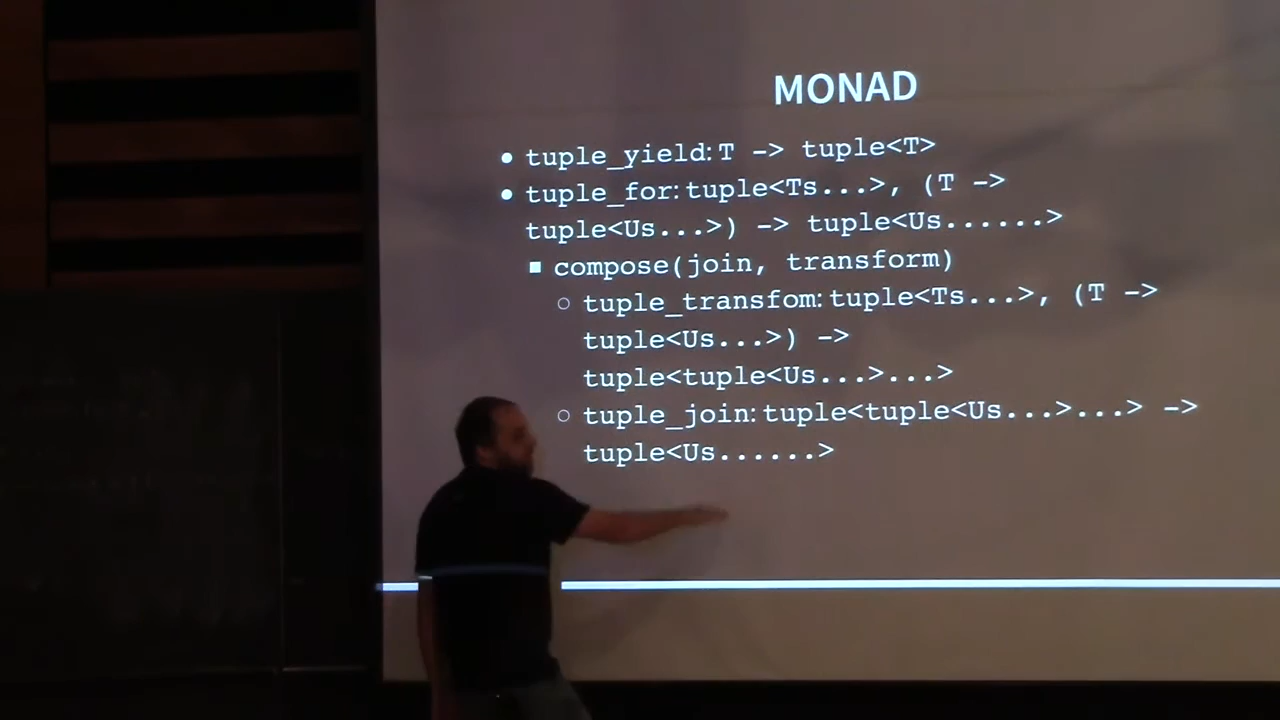 MONAD
• tuple_yield: T -> tuple<T>
• tuple_for: tuple<Ts...>, (T ->
tuple<Us...>) -> tuple<Us......>
▪ compose(join, transform)
○ tuple_transfom: tuple<Ts...>, (T ->
tuple<Us...>) ->
tuple<tuple<Us...>...>
○ tuple_join: tuple<tuple<Us...>...> ->
tuple<Us......>